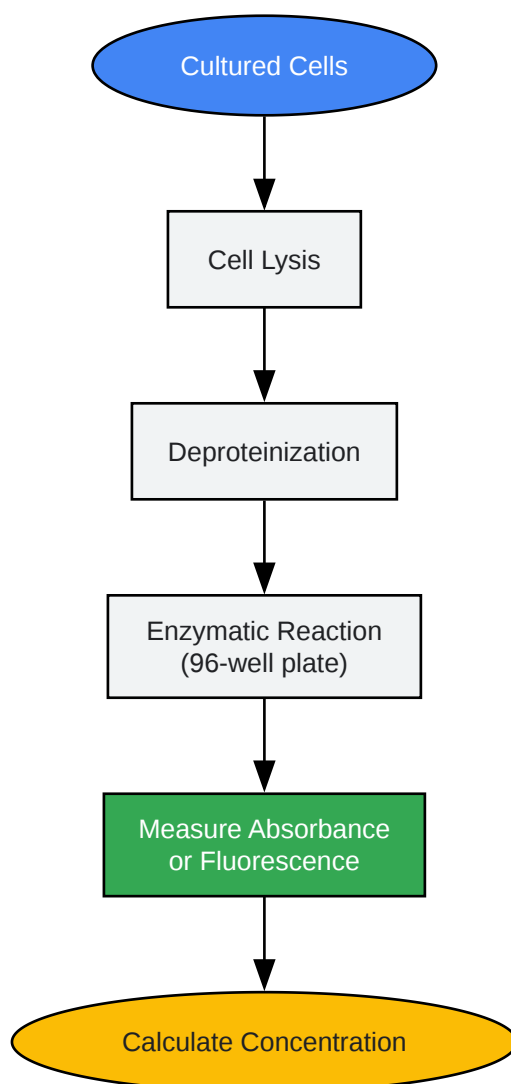 Cultured Cells
Cell Lysis
Deproteinization
Enzymatic Reaction
(96-well plate)
Measure Absorbance
or Fluorescence
Calculate Concentration